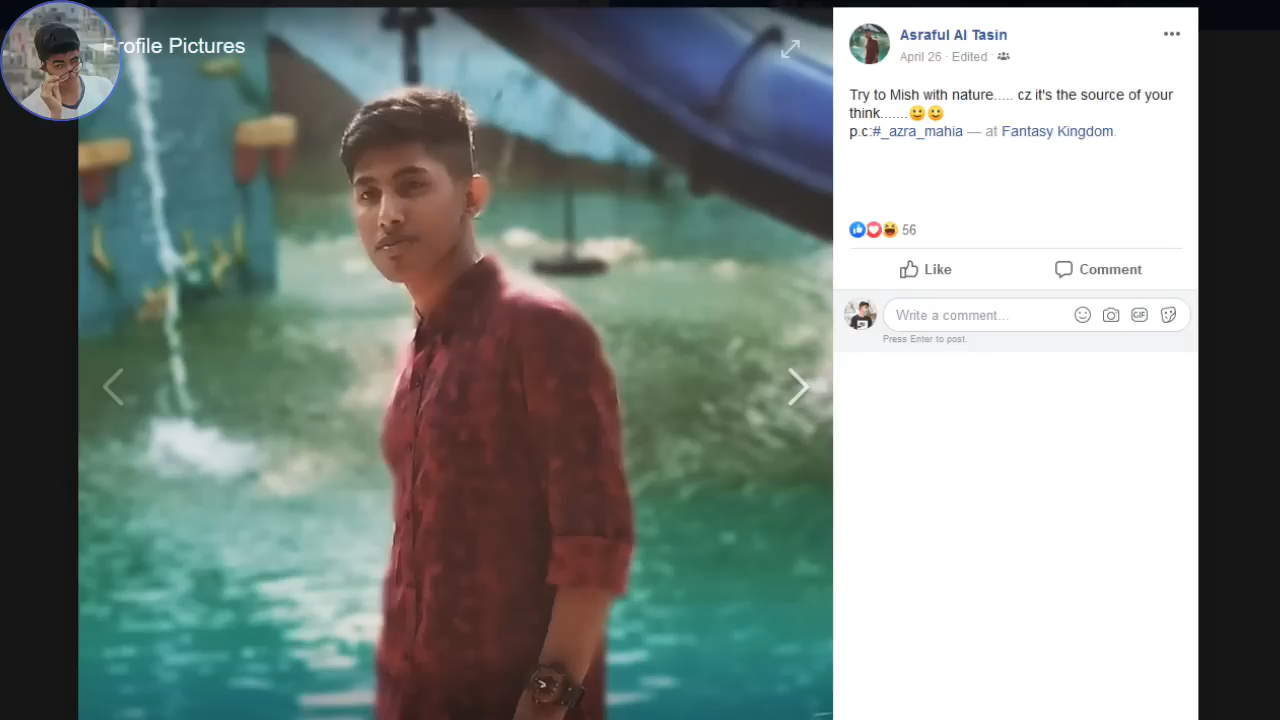 Profile Pictures
Asraful Al Tasin
April 26 · Edited ·
Try to Mish with nature..... cz it's the source of your
think.......🙂🙂
p.c:#_azra_mahia — at Fantasy Kingdom.
56
Like Comment
Write a comment... GIF
Press Enter to post.